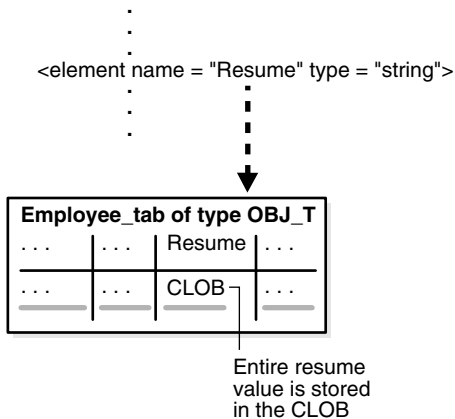 .
.
.
<element name = "Resume" type = "string">
.
.
.
Employee_tab of type OBJ_T
. . . . . . Resume . . .
. . . . . . CLOB . . .
Entire resume
value is stored
in the CLOB